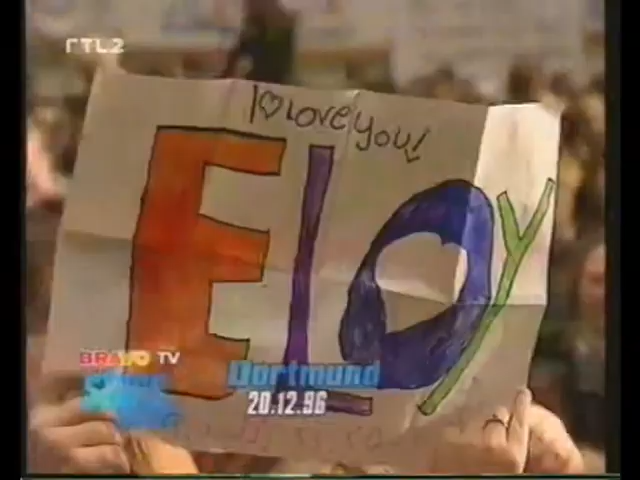 RTL2
I♡LOVE YOU!
ELOY
BRAVO TV
Dortmund
20.12.96